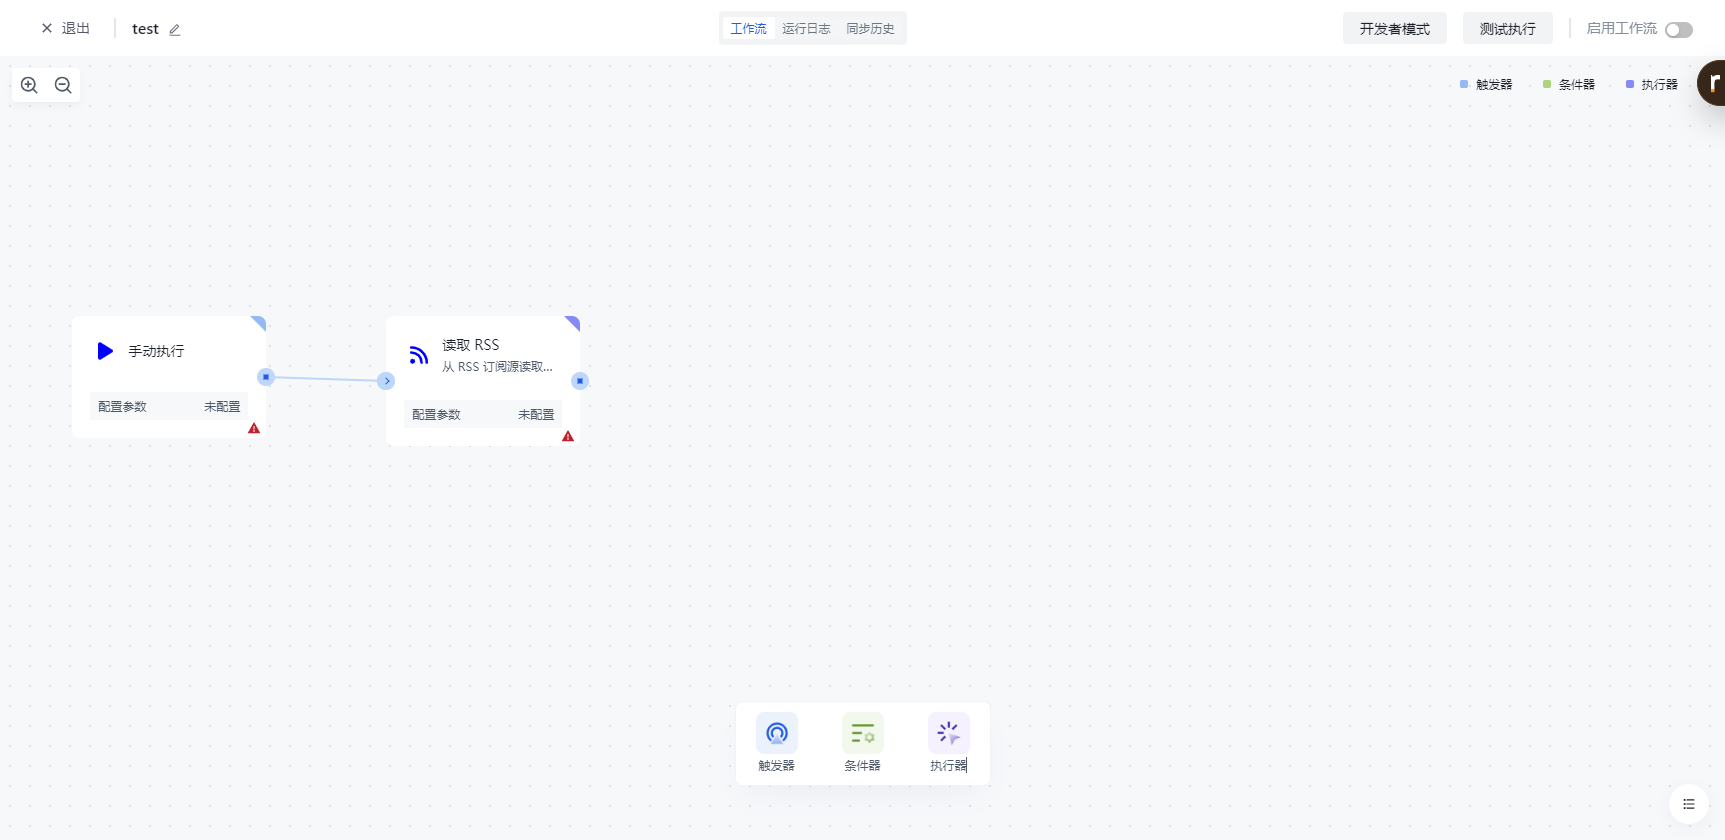 退出
test
工作流 运行日志 同步历史
开发者模式
测试执行
启用工作流
触发器 条件器 执行器
r
手动执行
配置参数 未配置
读取 RSS
从 RSS 订阅源读取...
配置参数 未配置
触发器 条件器 执行器